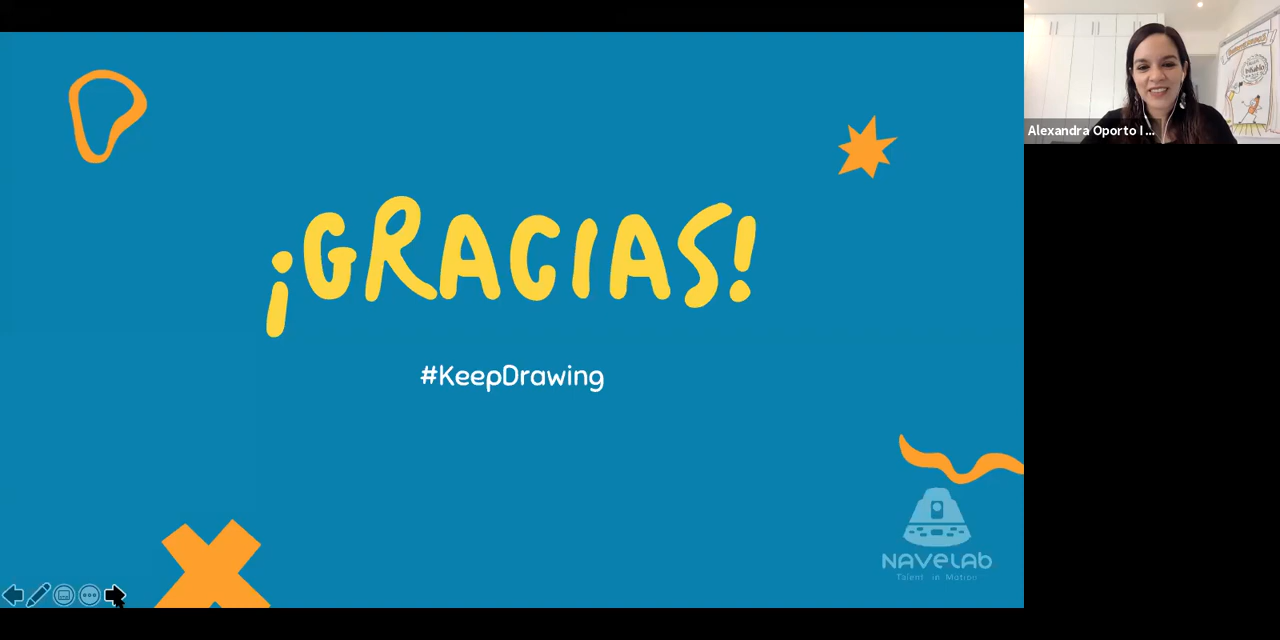 ¡GRACIAS!
#KeepDrawing
NAVELAB
Talent in Motion
Alexandra Oporto I ...